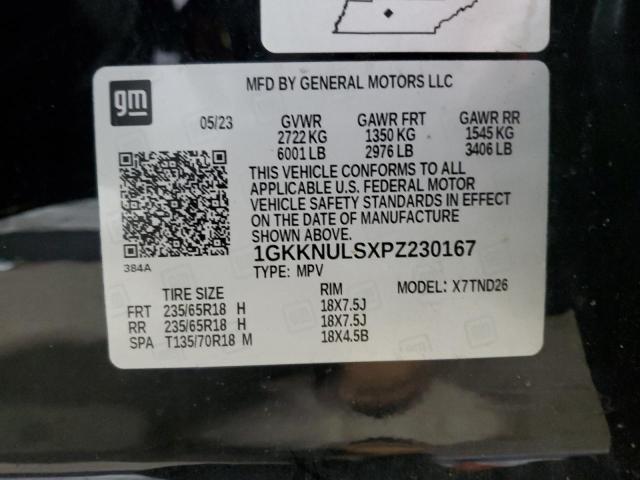 gm
MFD BY GENERAL MOTORS LLC
05/23 GVWR GAWR FRT GAWR RR
2722 KG 1350 KG 1545 KG
6001 LB 2976 LB 3406 LB
THIS VEHICLE CONFORMS TO ALL
APPLICABLE U.S. FEDERAL MOTOR
VEHICLE SAFETY STANDARDS IN EFFECT
ON THE DATE OF MANUFACTURE
SHOWN ABOVE.
1GKKNULSXPZ230167
384A
TYPE: MPV
TIRE SIZE RIM MODEL: X7TND26
FRT 235/65R18 H 18X7.5J
RR 235/65R18 H 18X7.5J
SPA T135/70R18 M 18X4.5B